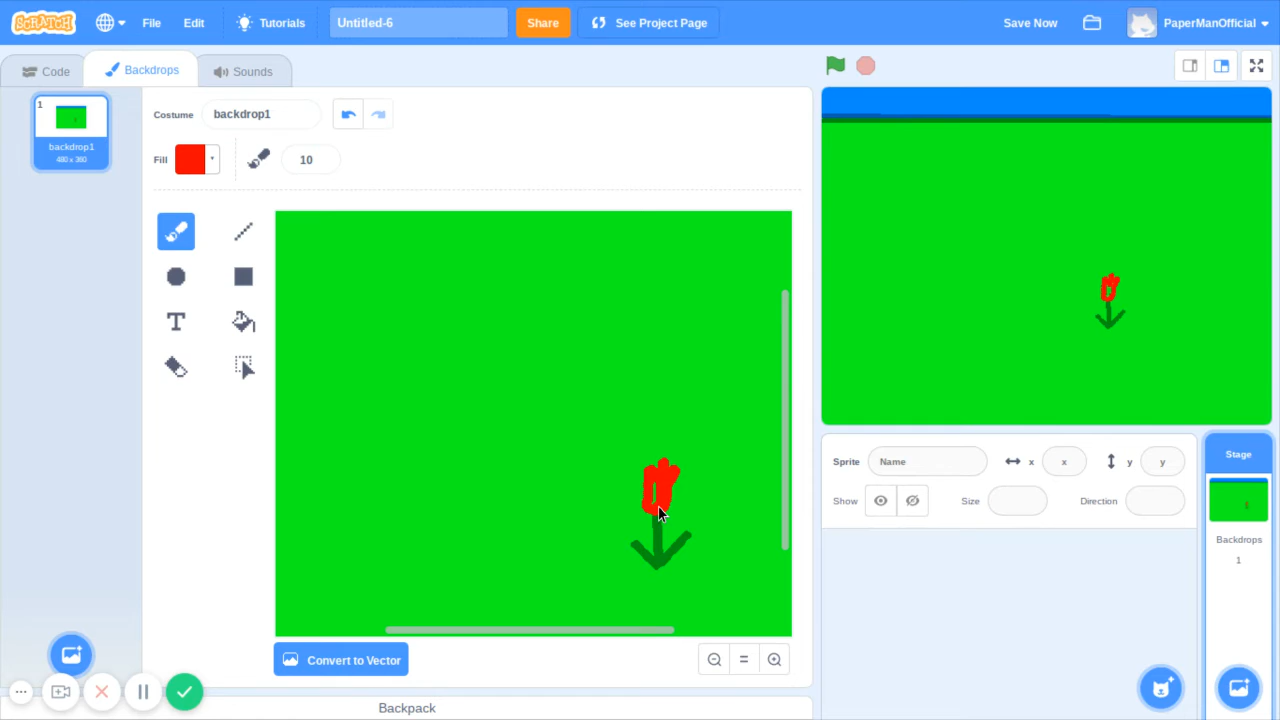 SCRATCH File Edit Tutorials Untitled-6 Share See Project Page Save Now PaperManOfficial
Code Backdrops Sounds
1
backdrop1
480 x 360
Costume backdrop1
Fill 10
T
Convert to Vector
Backpack
Sprite Name x x y y
Show Size Direction
Stage
Backdrops
1